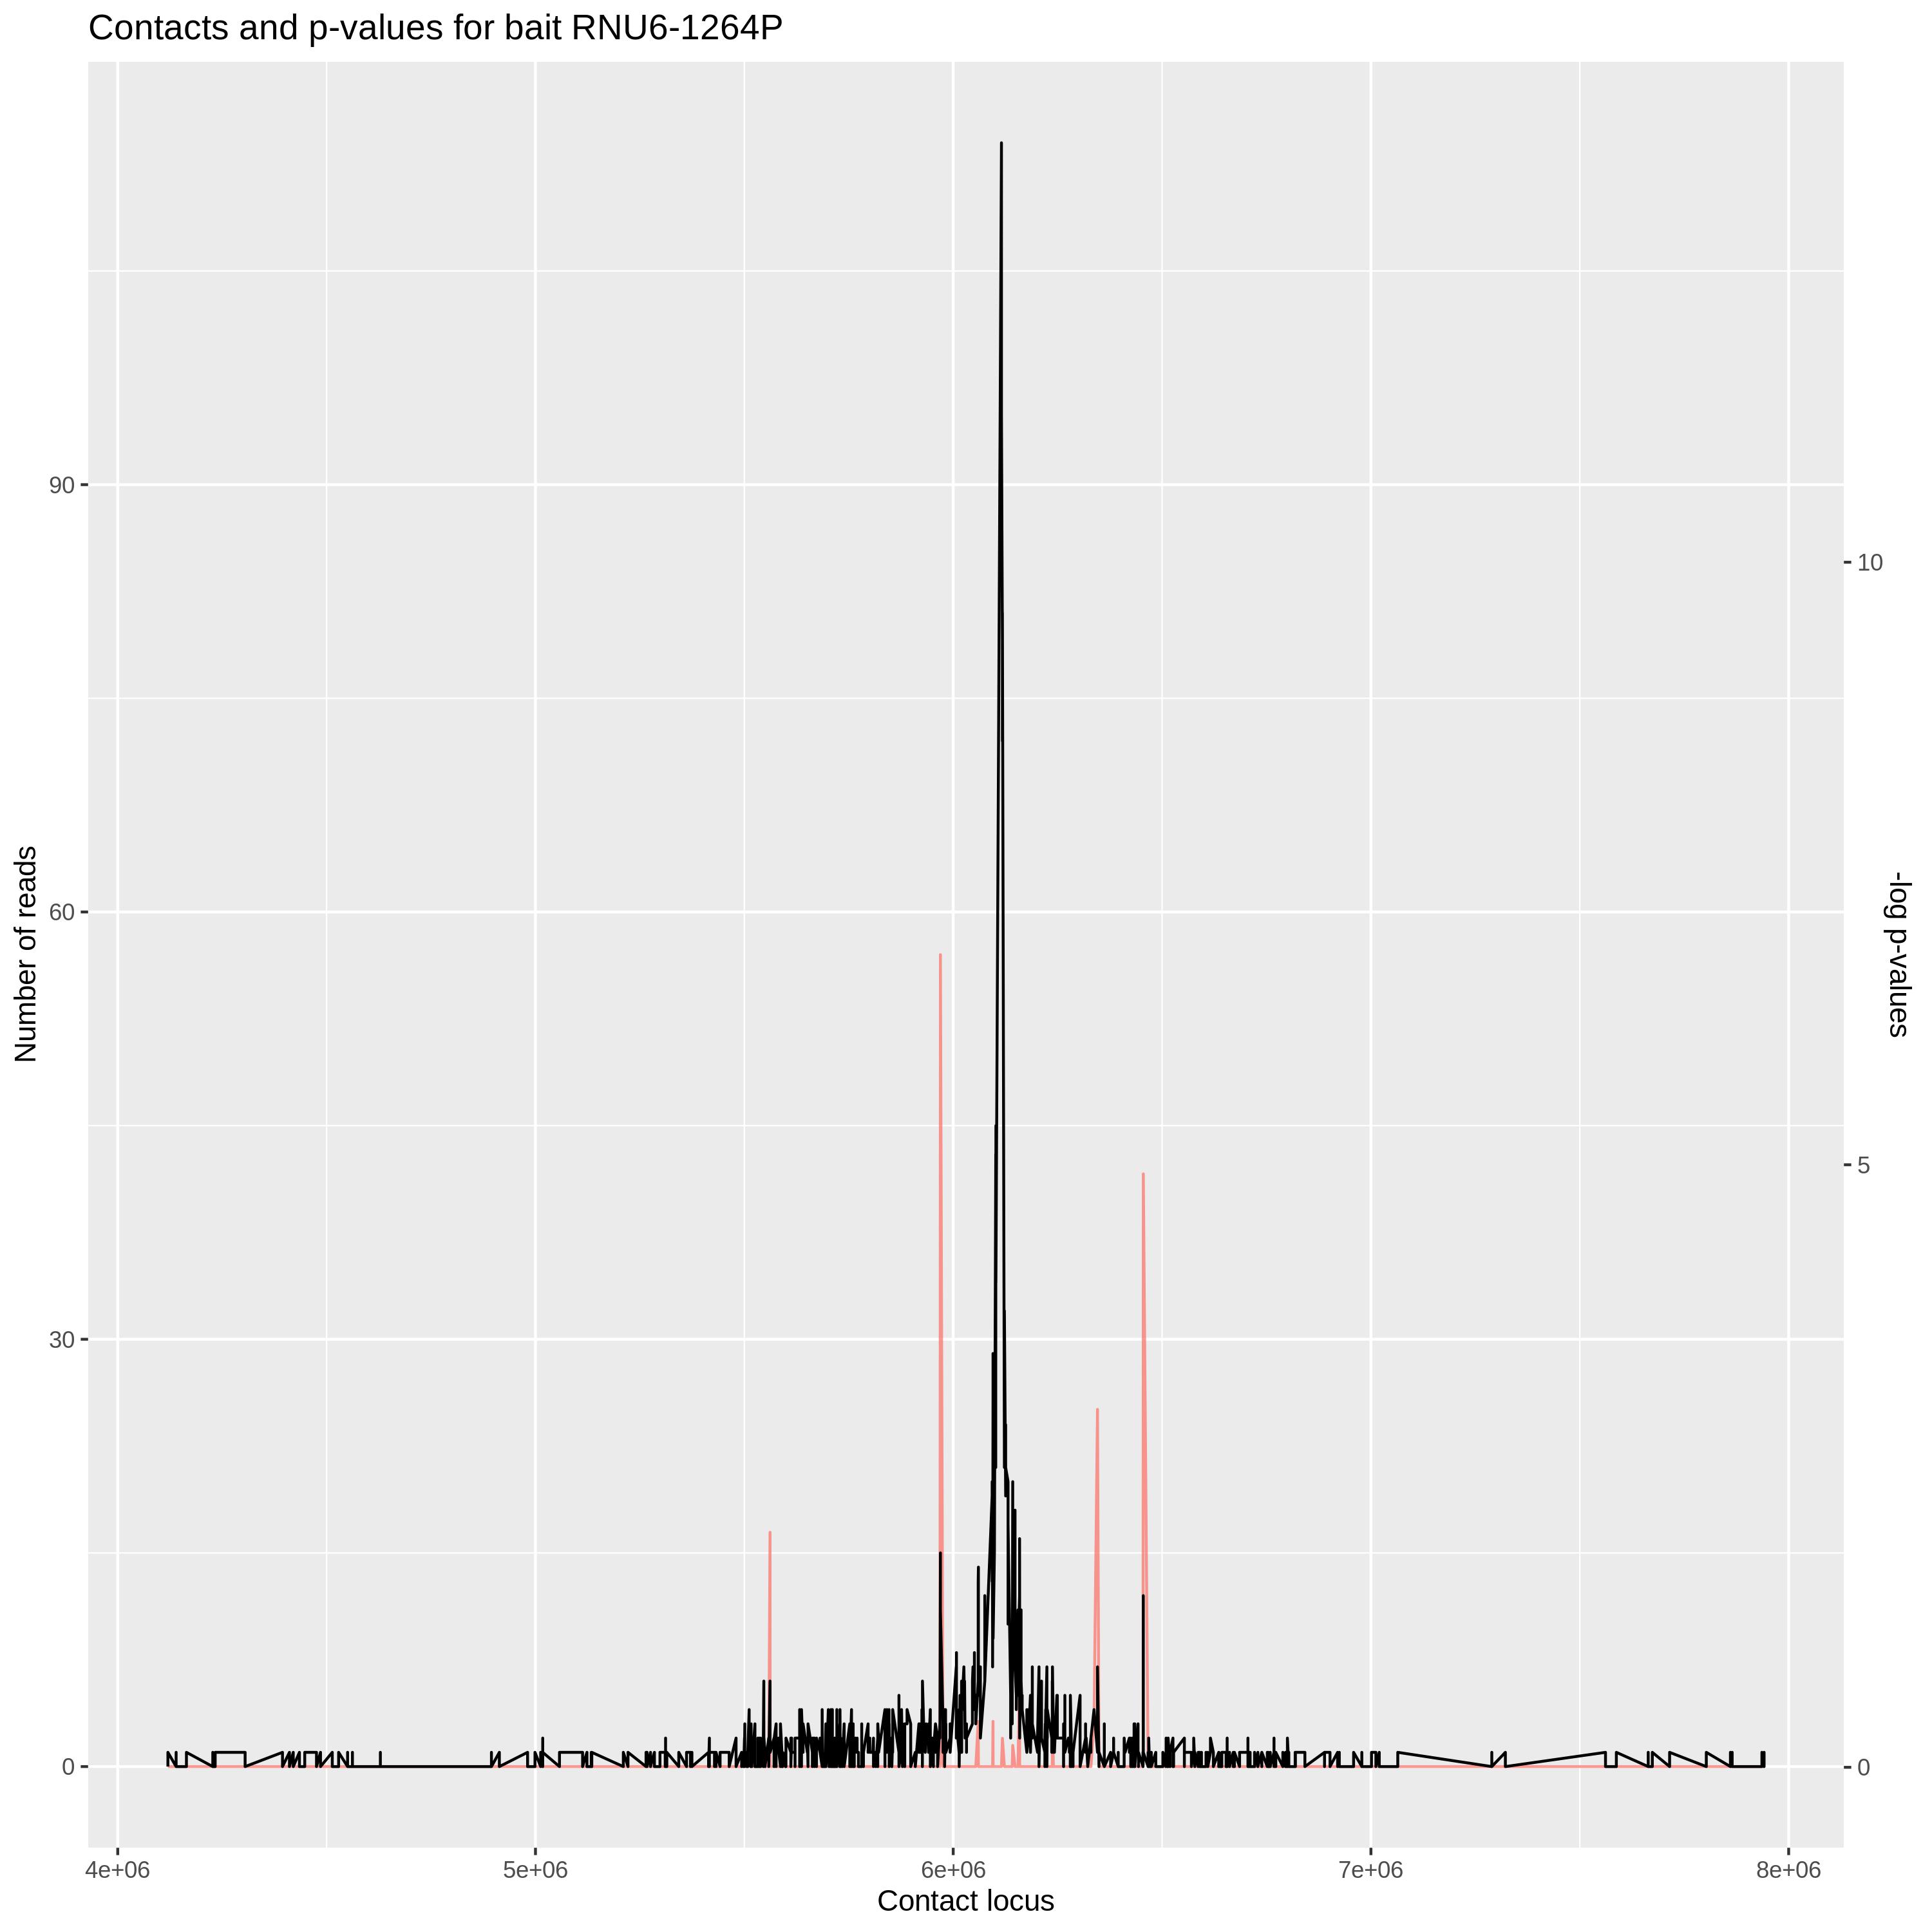 Contacts and p-values for bait RNU6-1264P
90
60
30
0
10
5
0
Number of reads
-log p-values
4e+06 5e+06 6e+06 7e+06 8e+06
Contact locus